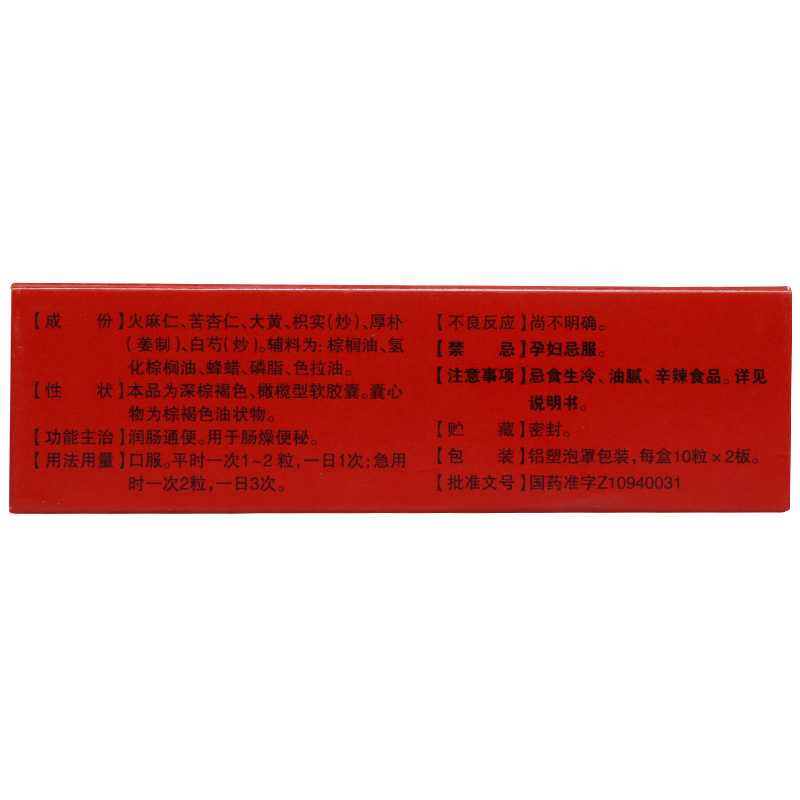 【成　　份】火麻仁、苦杏仁、大黄、枳实(炒)、厚朴
(姜制)、白芍(炒)。辅料为：棕榈油、氢
化棕榈油、蜂蜡、磷脂、色拉油。
【性　　状】本品为深棕褐色、橄榄型软胶囊。囊心
物为棕褐色油状物。
【功能主治】润肠通便。用于肠燥便秘。
【用法用量】口服。平时一次1~2粒，一日1次；急用
时一次2粒，一日3次。
【不良反应】尚不明确。
【禁　　忌】孕妇忌服。
【注意事项】忌食生冷、油腻、辛辣食品。详见
说明书。
【贮　　藏】密封。
【包　　装】铝塑泡罩包装，每盒10粒×2板。
【批准文号】国药准字Z10940031